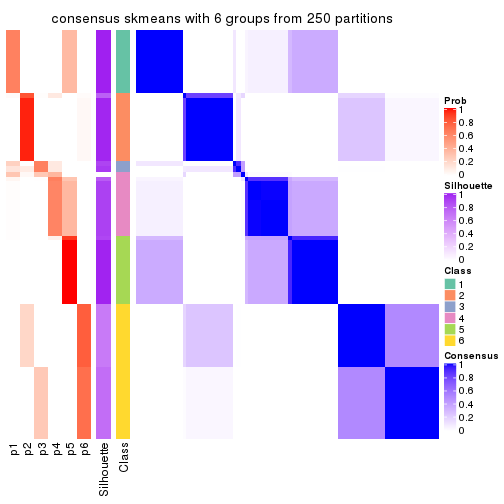 consensus skmeans with 6 groups from 250 partitions
Prob
1
0.8
0.6
0.4
0.2
0
Silhouette
1
0.8
0.6
0.4
0.2
0
Class
1
2
3
4
5
6
Consensus
1
0.8
0.6
0.4
0.2
0
p1
p2
p3
p4
p5
p6
Silhouette
Class